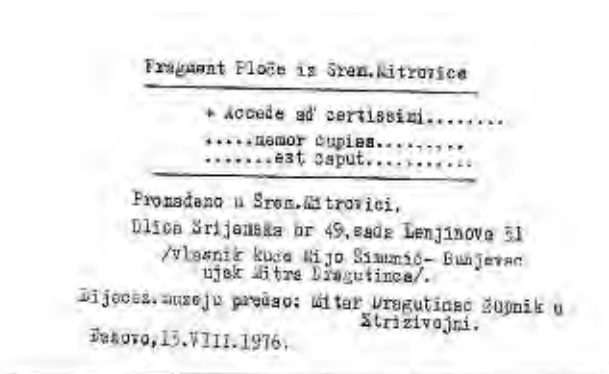 Fragment Ploče iz Srem.Mitrovice
+ Accede ad certissimi........
.....memor cupies.........
.......est caput...........
Pronađeno u Srem.Mitrovici,
Ulica Srijemska br 49,sada Lenjinova 51
/vlasnik kuće Mijo Simunić- Bunjevac
ujak Mitra Dragutinca/.
Dijecez.muzeju predao: Mitar Dragutinac župnik u
Strizivojni.
Đakovo,15.VIII.1976.